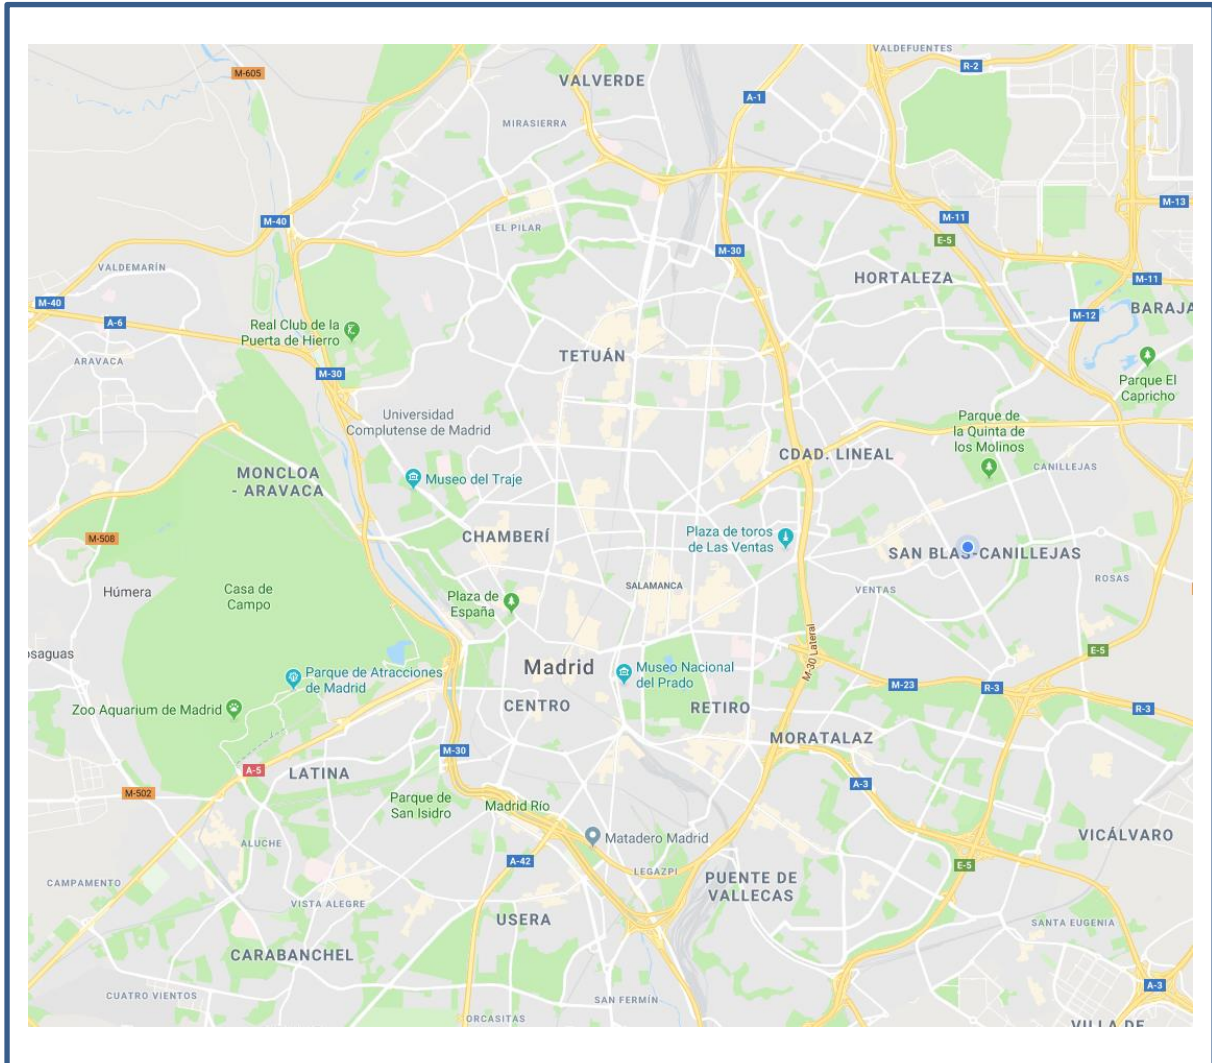 VALDEFUENTES
R-2
M-605
VALVERDE
A-1
MIRASIERRA
M-13
M-40
M-11
EL PILAR
E-5
M-30
VALDEMARÍN
HORTALEZA
M-11
M-40
BARAJA
M-12
A-6
Real Club de la
Puerta de Hierro
TETUÁN
ARAVACA
M-30
Parque El
Capricho
Universidad
Complutense de Madrid
Parque de
la Quinta de
los Molinos
CDAD. LINEAL
CANILLEJAS
MONCLOA
- ARAVACA
Museo del Traje
M-508
CHAMBERÍ
Plaza de toros
de Las Ventas
SAN BLAS-CANILLEJAS
ROSAS
Húmera
Casa de
Campo
SALAMANCA
VENTAS
Plaza de
España
M-30 Lateral
osaguas
E-5
Madrid
Museo Nacional
del Prado
Parque de Atracciones
de Madrid
M-23
R-3
Zoo Aquarium de Madrid
CENTRO
RETIRO
R-3
MORATALAZ
M-30
A-5
LATINA
A-3
M-502
Parque de
San Isidro
Madrid Río
Matadero Madrid
VICÁLVARO
ALUCHE
A-42
E-5
LEGAZPI
CAMPAMENTO
PUENTE DE
VALLECAS
VISTA ALEGRE
USERA
SANTA EUGENIA
CARABANCHEL
A-3
CUATRO VIENTOS
SAN FERMÍN
ORCASITAS
VILLA DE